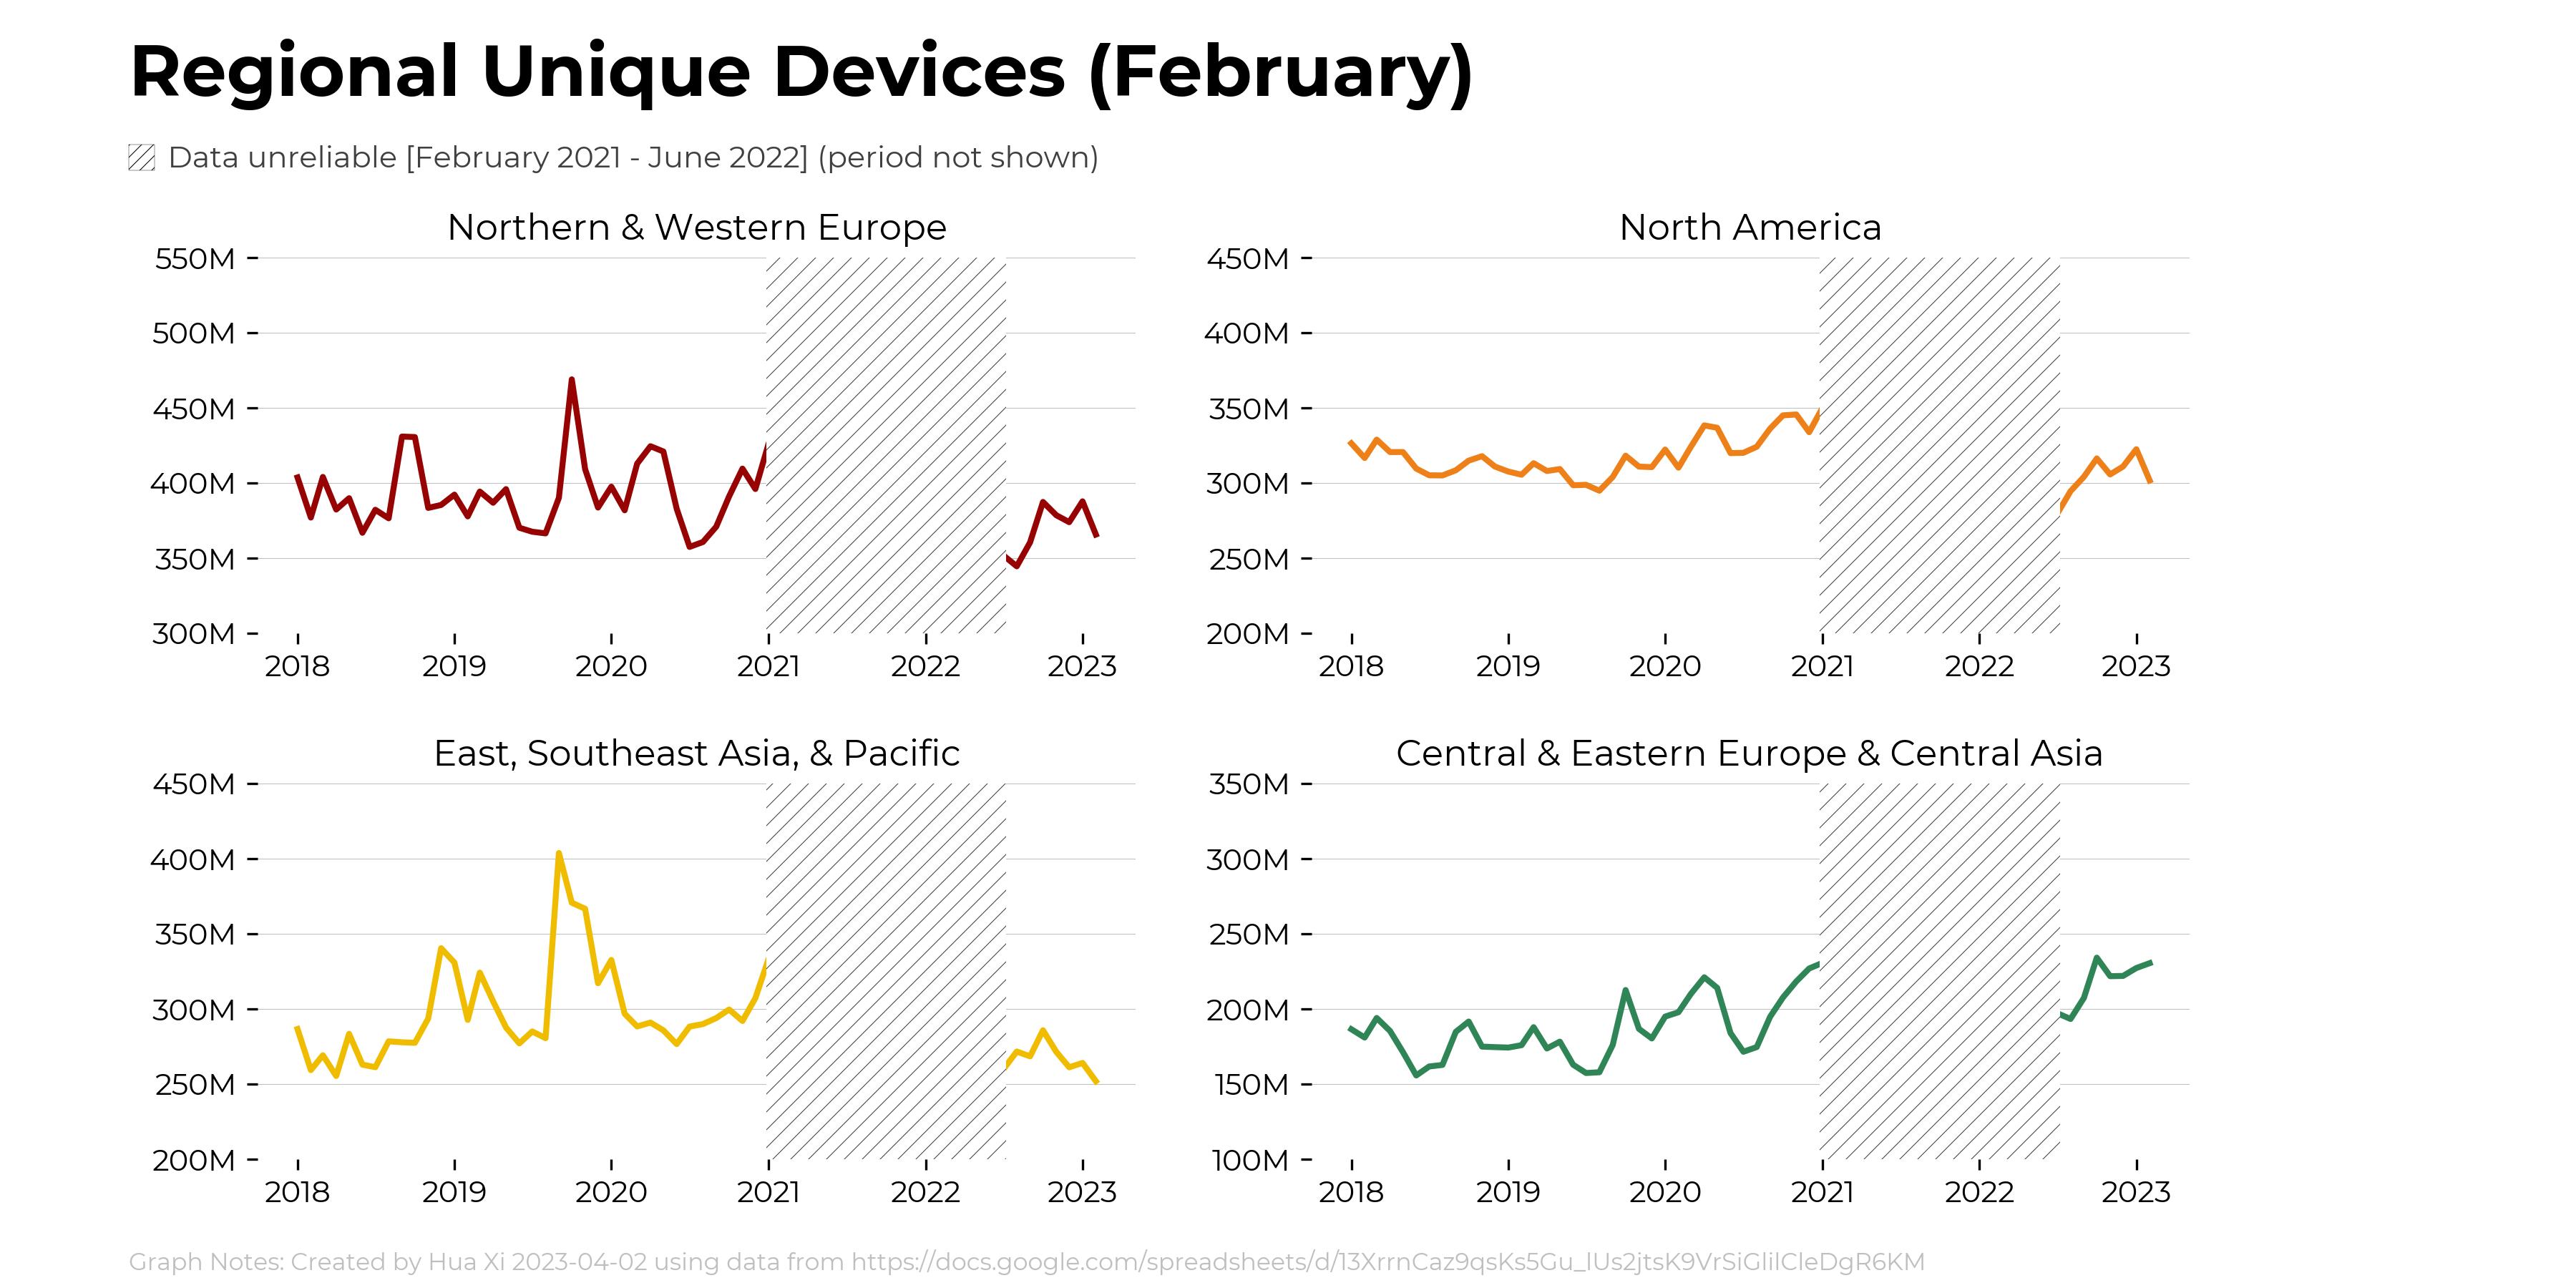 Regional Unique Devices (February)
Data unreliable [February 2021 - June 2022] (period not shown)
Northern & Western Europe
550M
500M
450M
400M
350M
300M
2018 2019 2020 2021 2022 2023
North America
450M
400M
350M
300M
250M
200M
2018 2019 2020 2021 2022 2023
East, Southeast Asia, & Pacific
450M
400M
350M
300M
250M
200M
2018 2019 2020 2021 2022 2023
Central & Eastern Europe & Central Asia
350M
300M
250M
200M
150M
100M
2018 2019 2020 2021 2022 2023
Graph Notes: Created by Hua Xi 2023-04-02 using data from https://docs.google.com/spreadsheets/d/13XrrnCaz9qsKs5Gu_lUs2jtsK9VrSiGlilCleDgR6KM